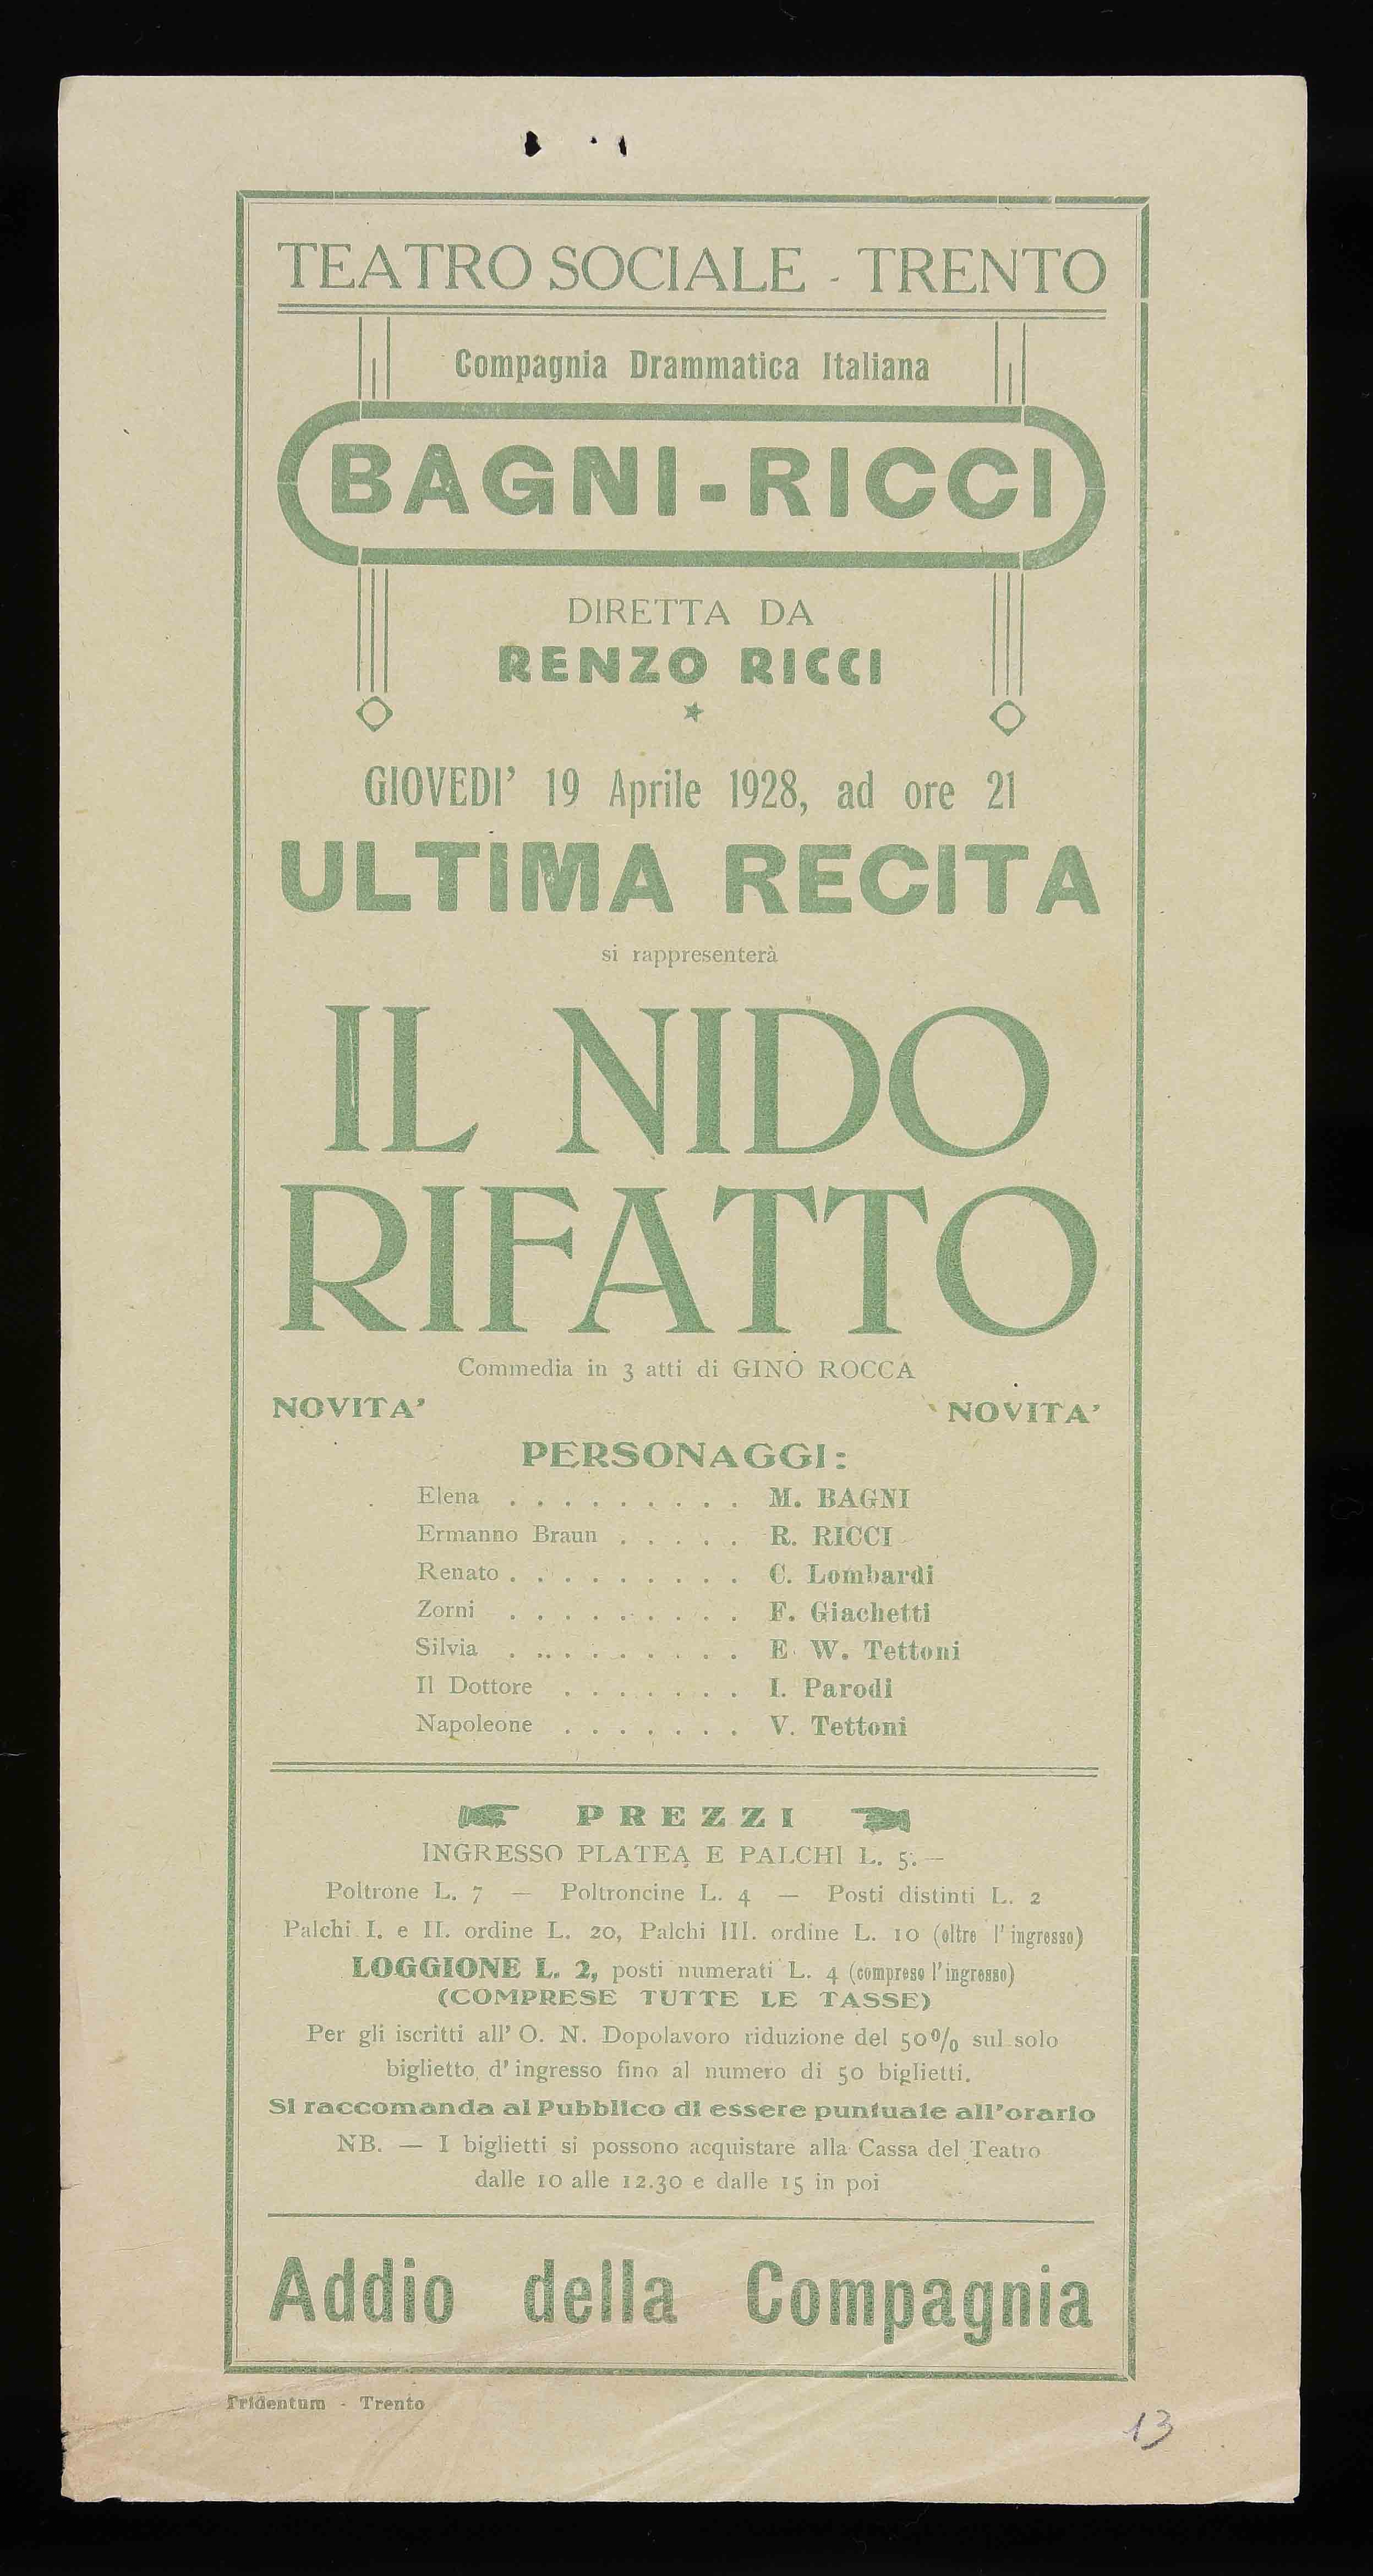 TEATRO SOCIALE - TRENTO
Compagnia Drammatica Italiana
BAGNI-RICCI
DIRETTA DA
RENZO RICCI
GIOVEDI' 19 Aprile 1928, ad ore 21
ULTIMA RECITA
si rappresenterà
IL NIDO
RIFATTO
Commedia in 3 atti di GINO ROCCA
NOVITA' NOVITA'
PERSONAGGI:
Elena . . . . . . . . . M. BAGNI
Ermanno Braun . . . . . R. RICCI
Renato . . . . . . . . . C. Lombardi
Zorni . . . . . . . . . F. Giachetti
Silvia . . . . . . . . . . E. W. Tettoni
Il Dottore . . . . . . . I. Parodi
Napoleone . . . . . . . V. Tettoni
PREZZI
INGRESSO PLATEA E PALCHI L. 5.—
Poltrone L. 7 — Poltroncine L. 4 — Posti distinti L. 2
Palchi I. e II. ordine L. 20, Palchi III. ordine L. 10 (oltre l'ingresso)
LOGGIONE L. 2, posti numerati L. 4 (compreso l'ingresso)
(COMPRESE TUTTE LE TASSE)
Per gli iscritti all' O. N. Dopolavoro riduzione del 50% sul solo
biglietto d'ingresso fino al numero di 50 biglietti.
Si raccomanda al Pubblico di essere puntuale all'orario
NB. — I biglietti si possono acquistare alla Cassa del Teatro
dalle 10 alle 12.30 e dalle 15 in poi
Addio della Compagnia
Tridentum - Trento
13